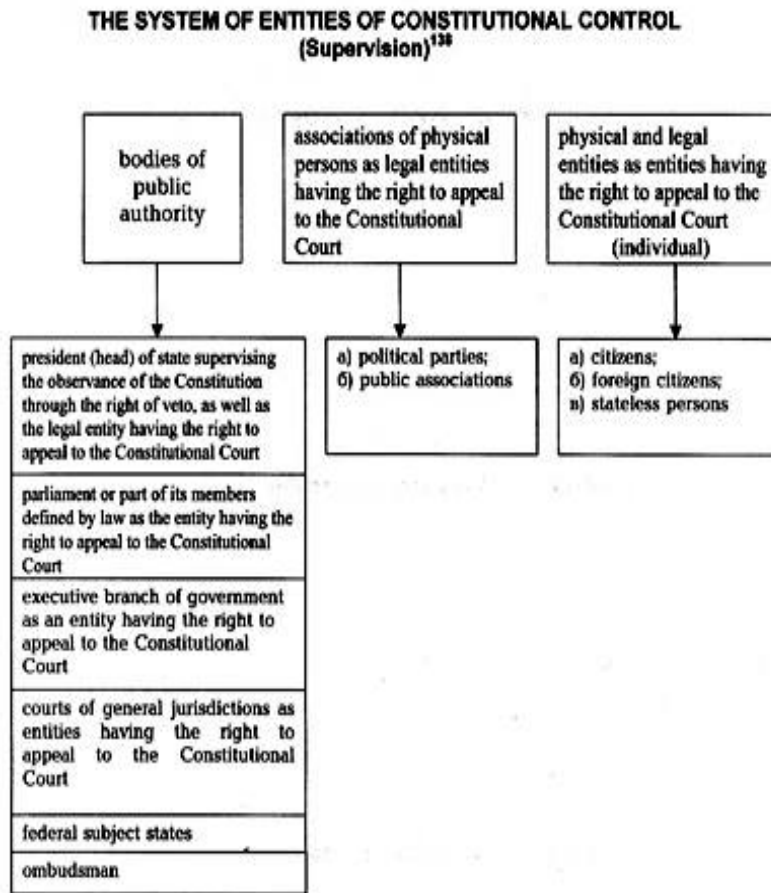 THE SYSTEM OF ENTITIES OF CONSTITUTIONAL CONTROL
(Supervision)¹³⁸
bodies of
public
authority
associations of physical
persons as legal entities
having the right to appeal
to the Constitutional
Court
physical and legal
entities as entities having
the right to appeal to the
Constitutional Court
(individual)
president (head) of state supervising
the observance of the Constitution
through the right of veto, as well as
the legal entity having the right to
appeal to the Constitutional Court
parliament or part of its members
defined by law as the entity having the
right to appeal to the Constitutional
Court
executive branch of government
as an entity having the right to
appeal to the Constitutional
Court
courts of general jurisdictions as
entities having the right to
appeal to the Constitutional
Court
federal subject states
ombudsman
а) political parties;
б) public associations
а) citizens;
б) foreign citizens;
в) stateless persons